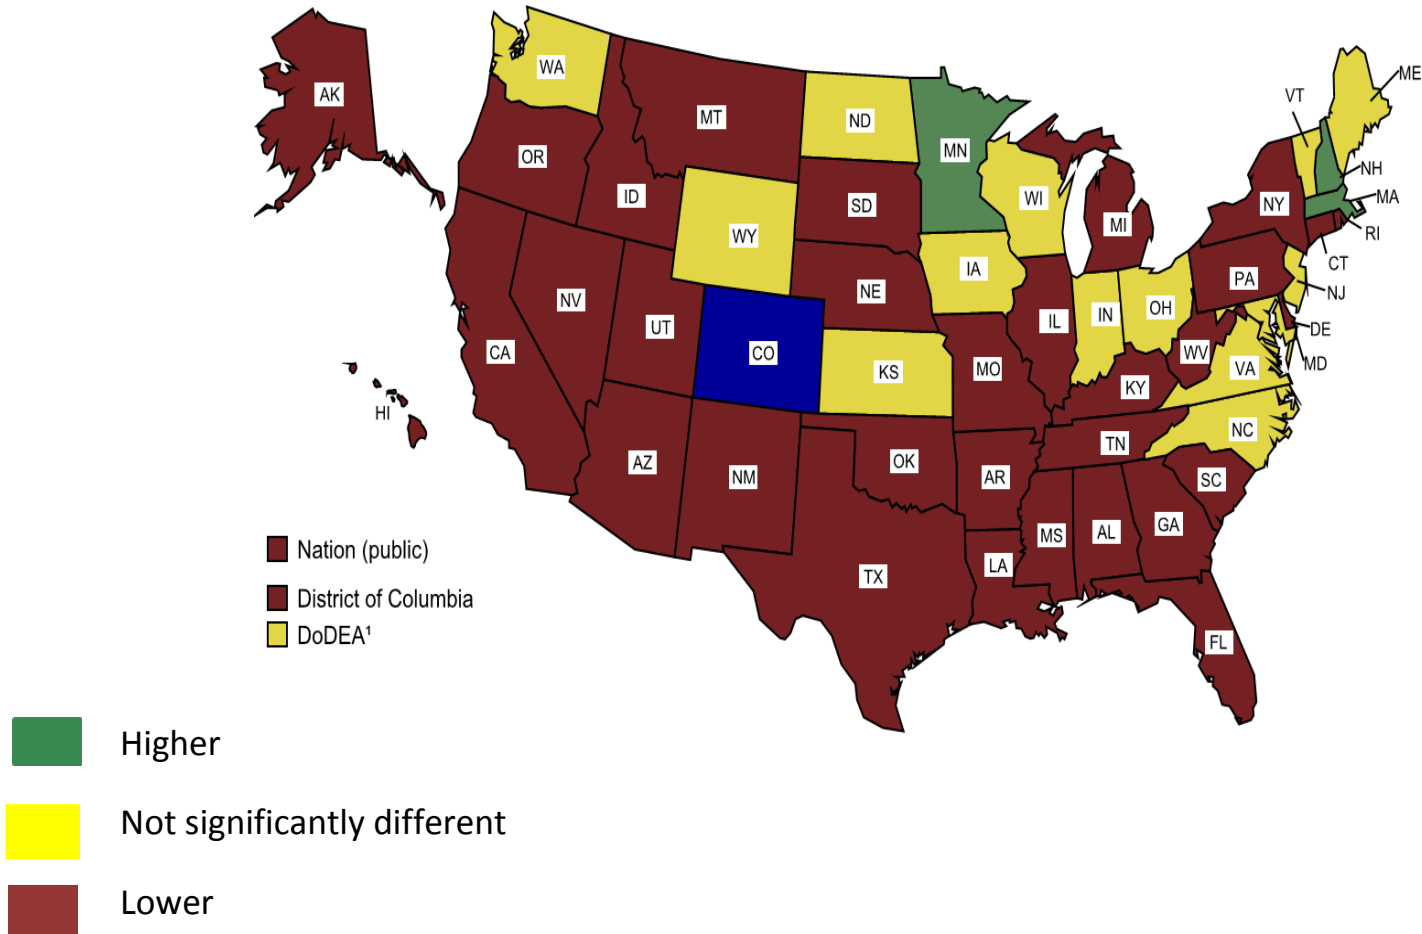 ME
VT
WA
AK
MT
ND
MN
OR
NH
ID
SD
WI
MA
NY
MI
RI
WY
CT
IA
PA
NE
NJ
NV
OH
IN
IL
UT
DE
CA
CO
WV
MD
MO
VA
KS
KY
HI
NC
TN
AZ
OK
NM
AR
SC
GA
MS
AL
Nation (public)
LA
TX
District of Columbia
DoDEA¹
FL
Higher
Not significantly different
Lower